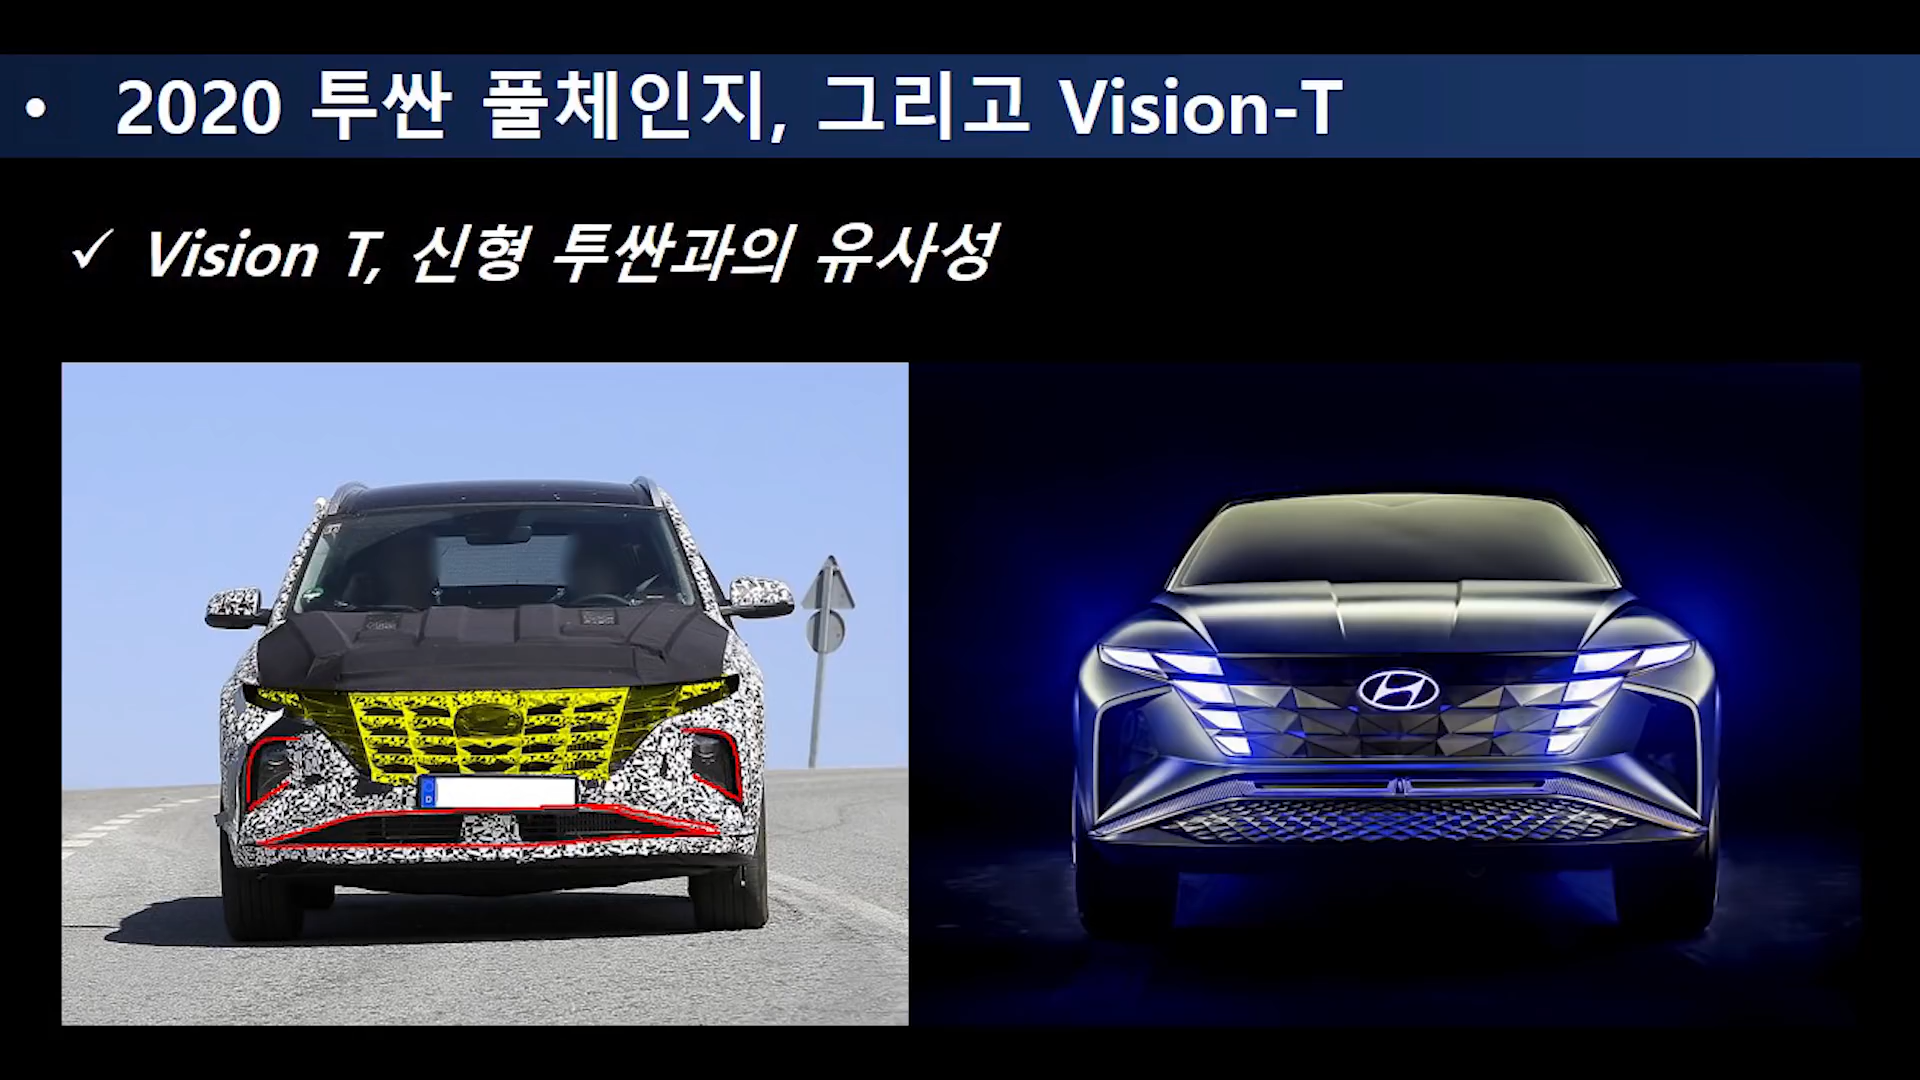 • 2020 투싼 풀체인지, 그리고 Vision-T
✓ Vision T, 신형 투싼과의 유사성
D